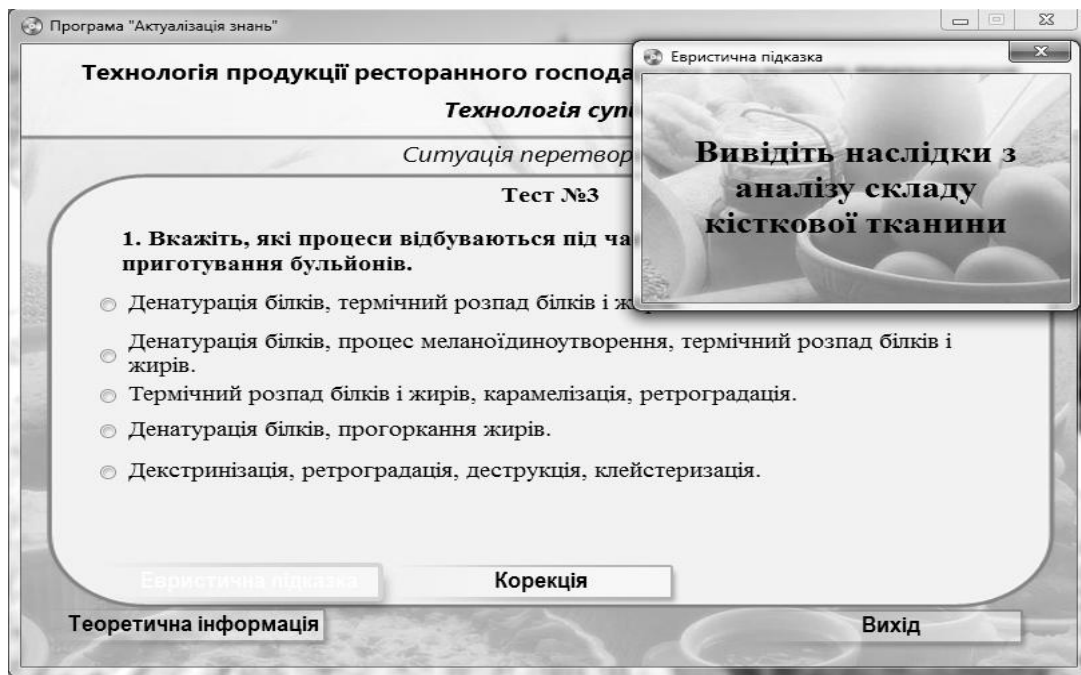 Програма "Актуалізація знань"
Евристична підказка
Вивідіть наслідки з
аналізу складу
кісткової тканини
Технологія продукції ресторанного господа
Технологія суп
Ситуація перетвор
Тест №3
1. Вкажіть, які процеси відбуваються під ча
приготування бульйонів.
Денатурація білків, термічний розпад білків і ж
Денатурація білків, процес меланоїдиноутворення, термічний розпад білків і
жирів.
Термічний розпад білків і жирів, карамелізація, ретроградація.
Денатурація білків, прогоркання жирів.
Декстринізація, ретроградація, деструкція, клейстеризація.
Евристична підказка
Корекція
Теоретична інформація
Вихід